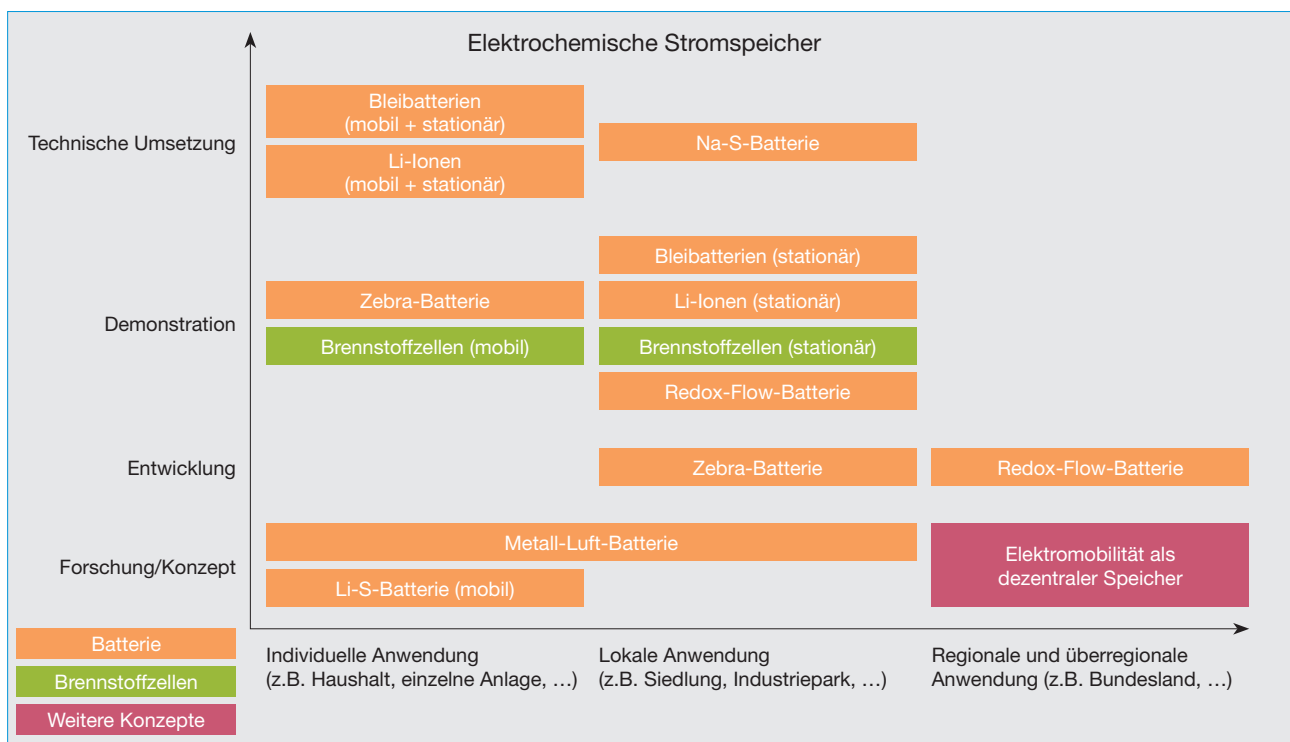 Elektrochemische Stromspeicher
Technische Umsetzung
Bleibatterien
(mobil + stationär)
Li-Ionen
(mobil + stationär)
Na-S-Batterie
Demonstration
Bleibatterien (stationär)
Zebra-Batterie
Li-Ionen (stationär)
Brennstoffzellen (mobil)
Brennstoffzellen (stationär)
Redox-Flow-Batterie
Entwicklung
Zebra-Batterie
Redox-Flow-Batterie
Forschung/Konzept
Metall-Luft-Batterie
Li-S-Batterie (mobil)
Elektromobilität als
dezentraler Speicher
Batterie
Brennstoffzellen
Weitere Konzepte
Individuelle Anwendung
(z.B. Haushalt, einzelne Anlage, …)
Lokale Anwendung
(z.B. Siedlung, Industriepark, …)
Regionale und überregionale
Anwendung (z.B. Bundesland, …)